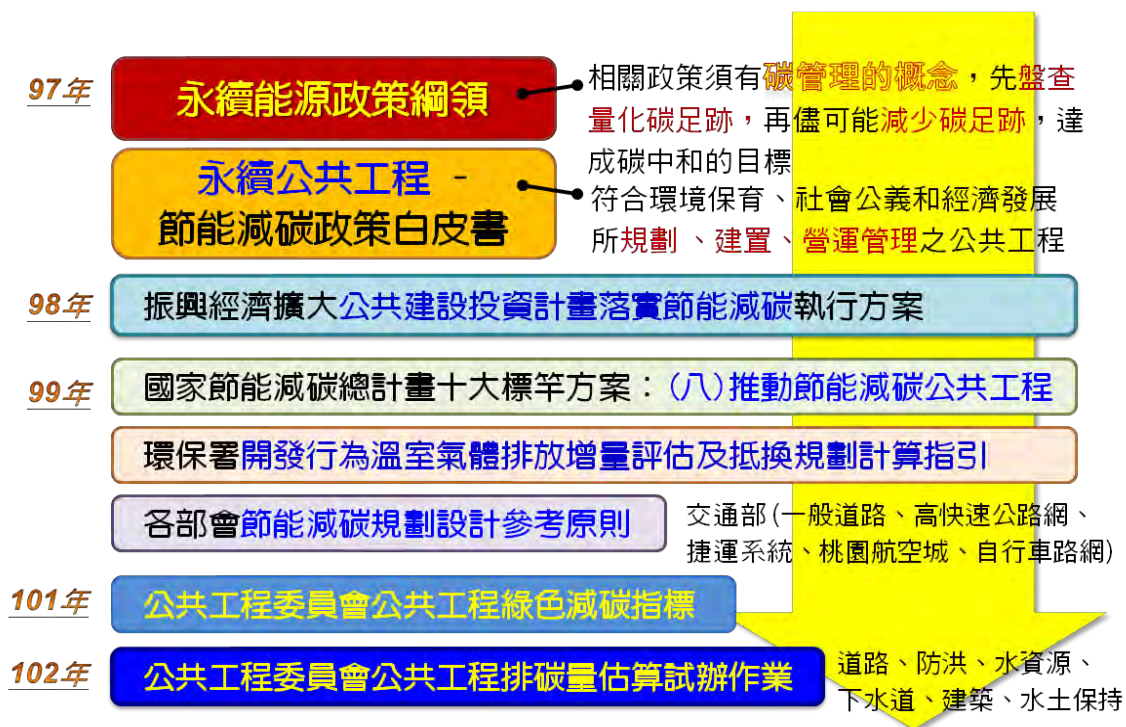 97年
永續能源政策綱領
相關政策須有碳管理的概念，先盤查
量化碳足跡，再儘可能減少碳足跡，達
成碳中和的目標
永續公共工程 -
節能減碳政策白皮書
符合環境保育、社會公義和經濟發展
所規劃、建置、營運管理之公共工程
98年
振興經濟擴大公共建設投資計畫落實節能減碳執行方案
99年
國家節能減碳總計畫十大標竿方案：(八)推動節能減碳公共工程
環保署開發行為溫室氣體排放增量評估及抵換規劃計算指引
各部會節能減碳規劃設計參考原則
交通部(一般道路、高快速公路網、
捷運系統、桃園航空城、自行車路網)
101年
公共工程委員會公共工程綠色減碳指標
102年
公共工程委員會公共工程排碳量估算試辦作業
道路、防洪、水資源、
下水道、建築、水土保持